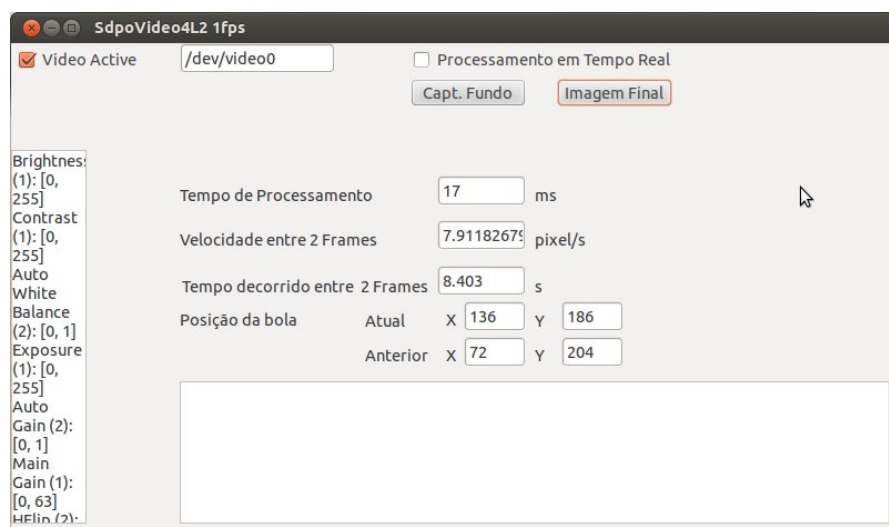 SdpoVideo4L2 1fps
Video Active
/dev/video0
Processamento em Tempo Real
Capt. Fundo
Imagem Final
Brightness
(1): [0,
255]
Contrast
(1): [0,
255]
Auto
White
Balance
(2): [0, 1]
Exposure
(1): [0,
255]
Auto
Gain (2):
[0, 1]
Main
Gain (1):
[0, 63]
HFlip (2):
Tempo de Processamento 17 ms
Velocidade entre 2 Frames 7.91182679 pixel/s
Tempo decorrido entre 2 Frames 8.403 s
Posição da bola Atual X 136 Y 186
Anterior X 72 Y 204